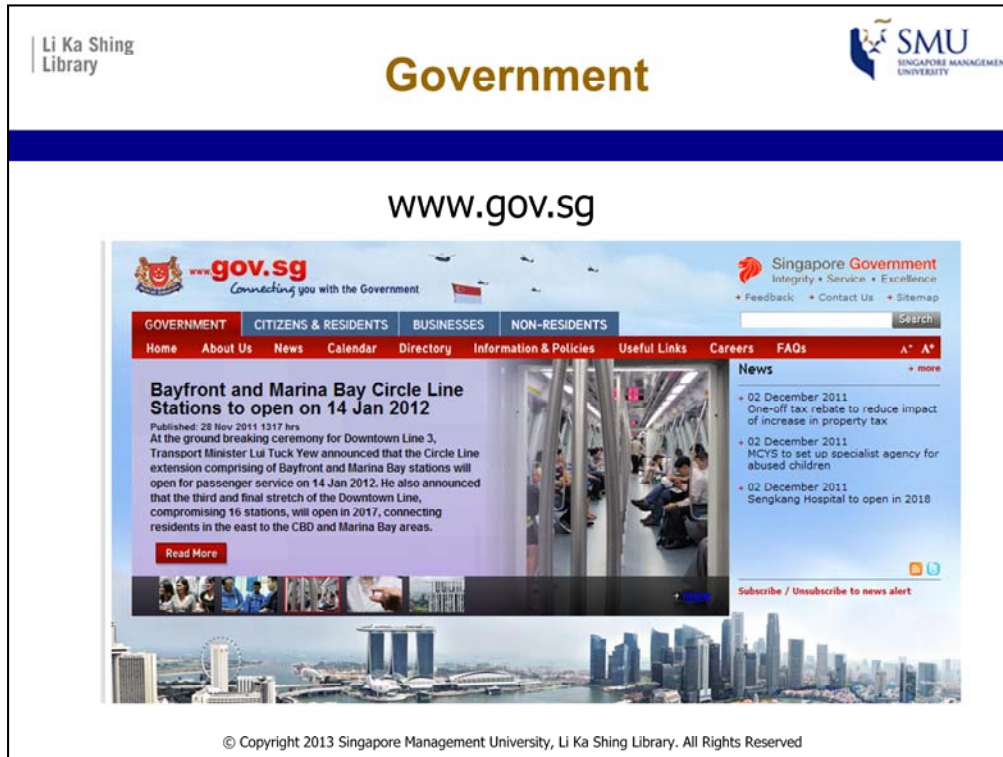 Li Ka Shing
Library
Government
SMU
SINGAPORE MANAGEMEN
UNIVERSITY
www.gov.sg
www.gov.sg
Connecting you with the Government
Singapore Government
Integrity • Service • Excellence
+ Feedback + Contact Us + Sitemap
Search
GOVERNMENT CITIZENS & RESIDENTS BUSINESSES NON-RESIDENTS
Home About Us News Calendar Directory Information & Policies Useful Links Careers FAQs A- A+
Bayfront and Marina Bay Circle Line
Stations to open on 14 Jan 2012
Published: 28 Nov 2011 1317 hrs
At the ground breaking ceremony for Downtown Line 3,
Transport Minister Lui Tuck Yew announced that the Circle Line
extension comprising of Bayfront and Marina Bay stations will
open for passenger service on 14 Jan 2012. He also announced
that the third and final stretch of the Downtown Line,
compromising 16 stations, will open in 2017, connecting
residents in the east to the CBD and Marina Bay areas.
Read More
News + more
+ 02 December 2011
One-off tax rebate to reduce impact
of increase in property tax
+ 02 December 2011
MCYS to set up specialist agency for
abused children
+ 02 December 2011
Sengkang Hospital to open in 2018
Subscribe / Unsubscribe to news alert
© Copyright 2013 Singapore Management University, Li Ka Shing Library. All Rights Reserved